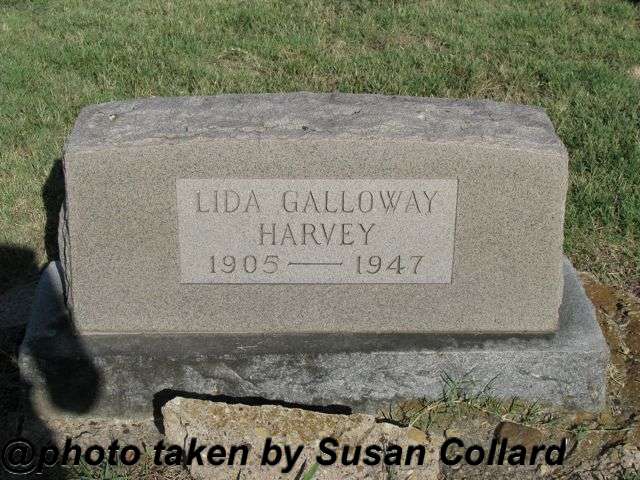 LIDA GALLOWAY
HARVEY
1905 — 1947
@photo taken by Susan Collard